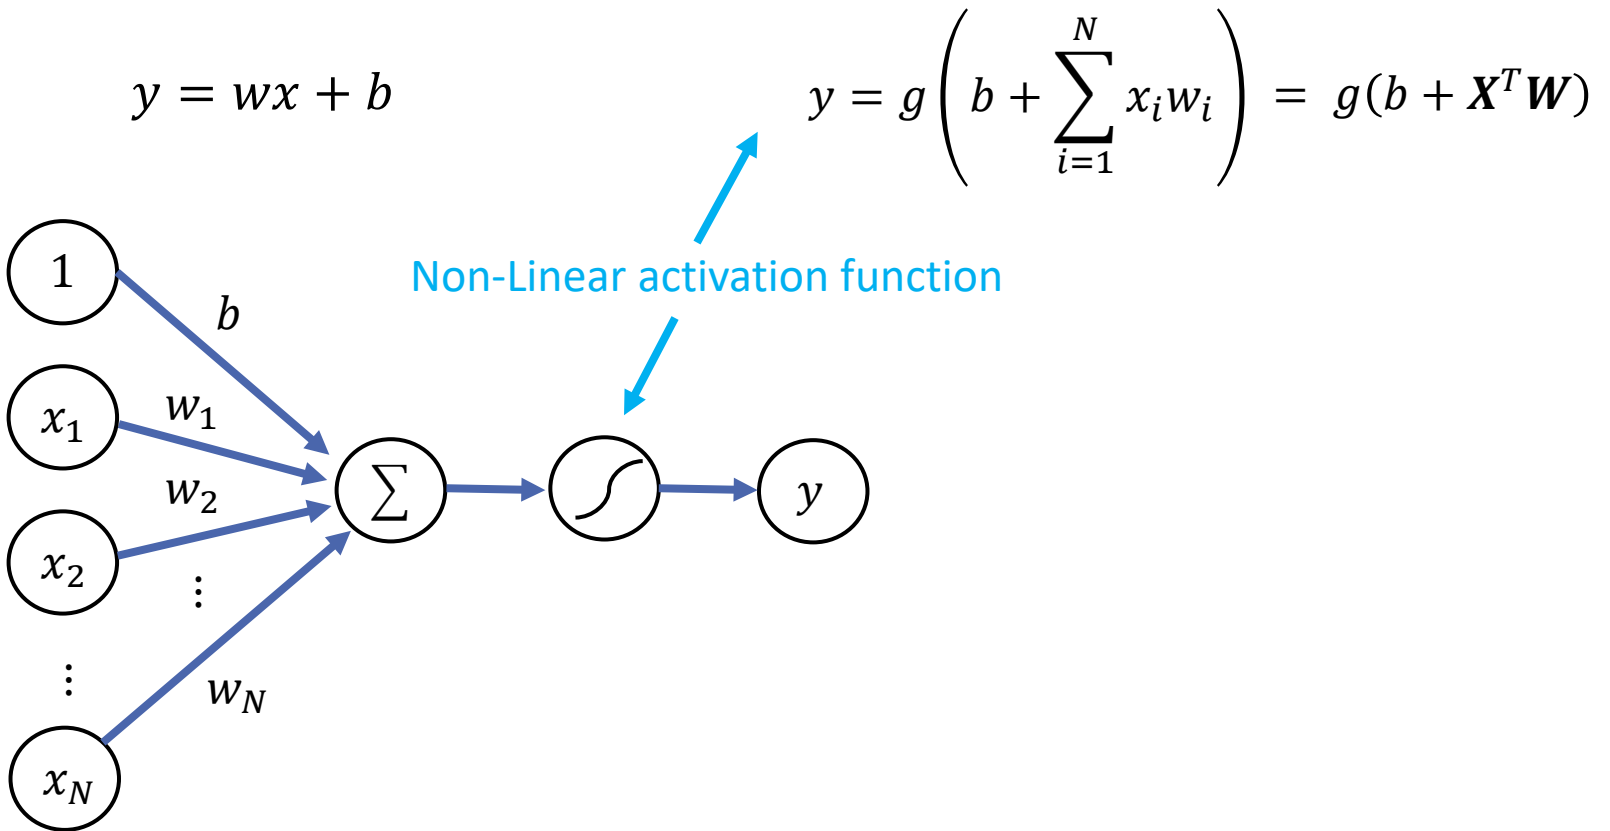 y = wx + b
y = g(b + ∑_{i=1}^{N} x_i w_i) = g(b + X^T W)
Non-Linear activation function
1
b
x_1
w_1
w_2
∑
y
x_2
⋮
⋮
w_N
x_N